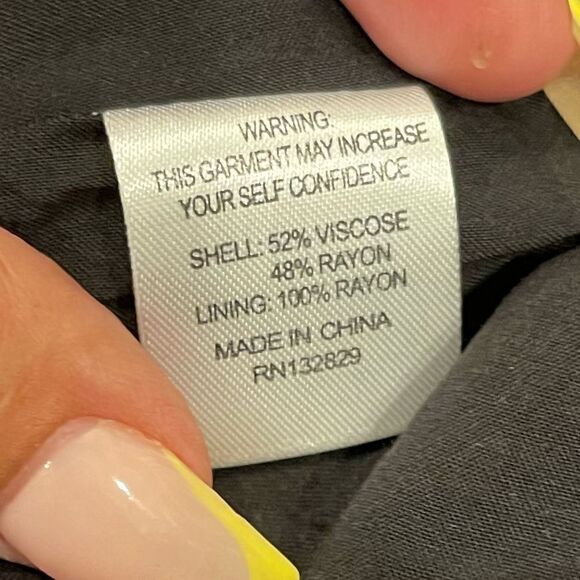 WARNING:
THIS GARMENT MAY INCREASE
YOUR SELF CONFIDENCE
SHELL: 52% VISCOSE
48% RAYON
LINING: 100% RAYON
MADE IN CHINA
RN132829